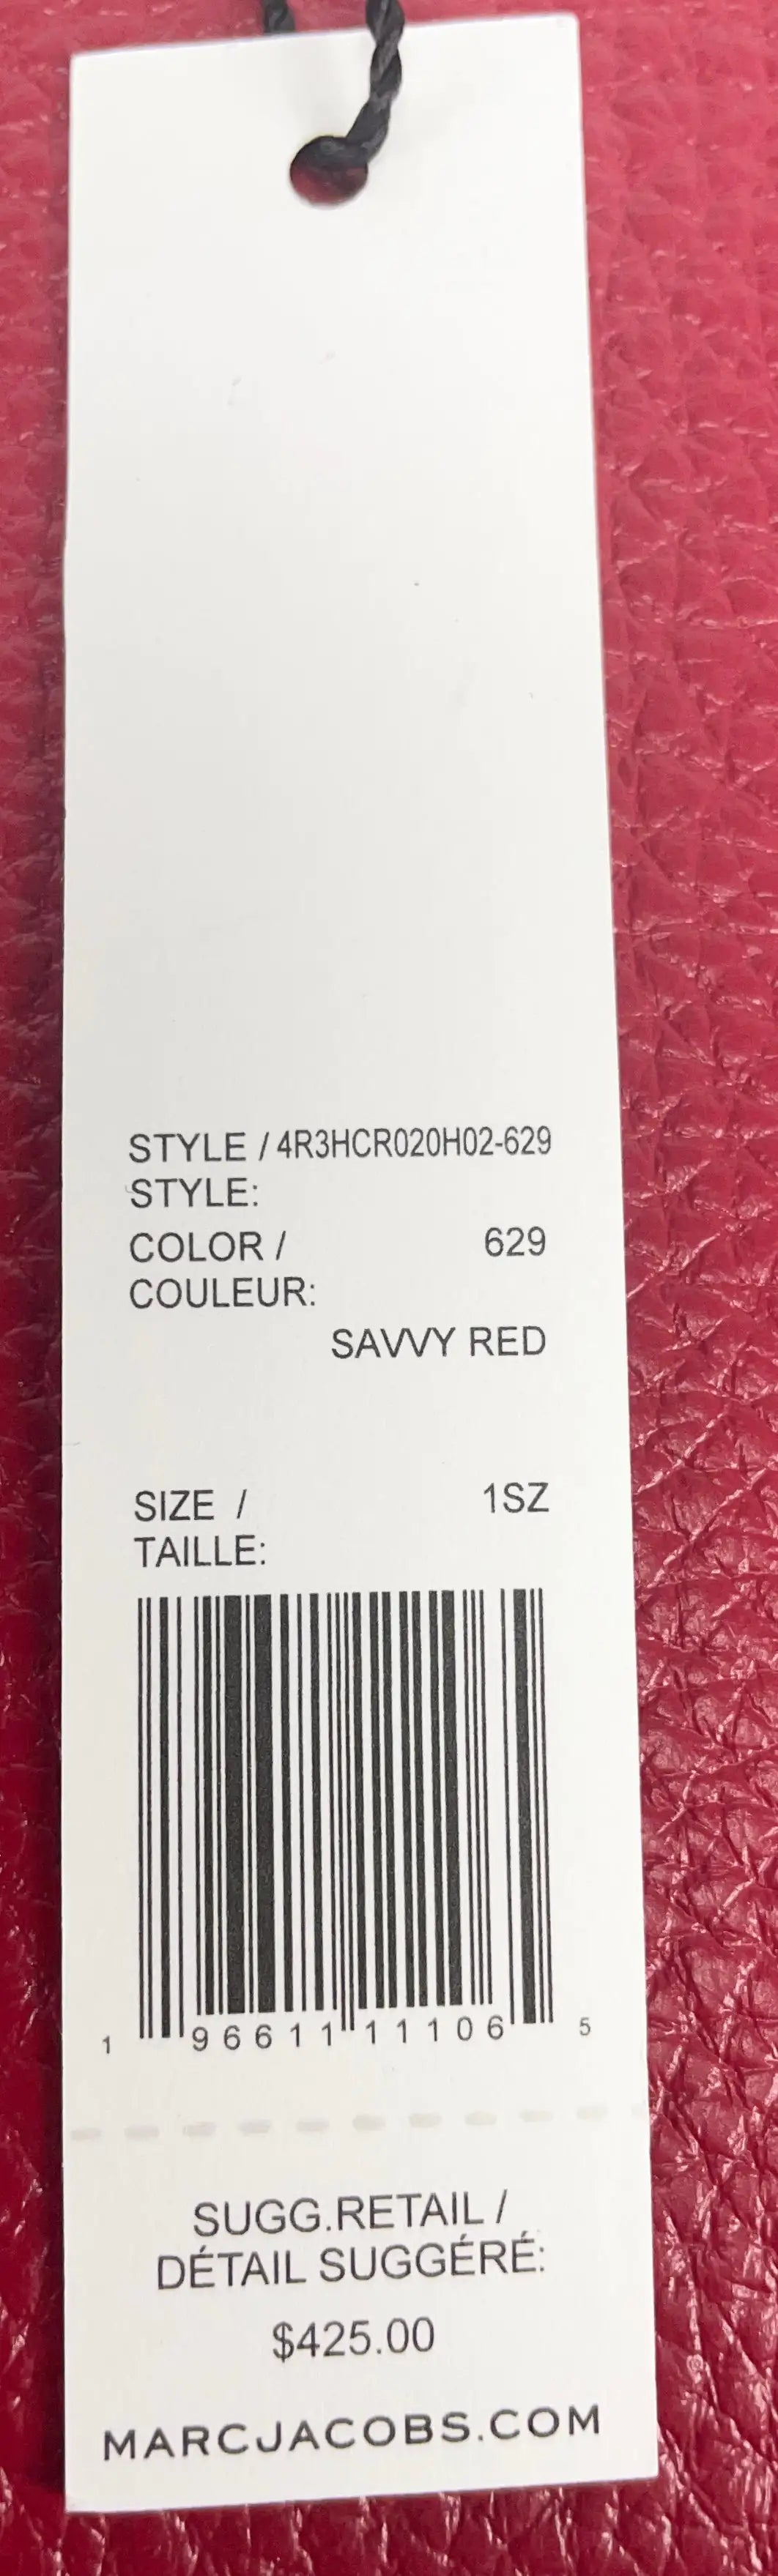 STYLE / 4R3HCR020H02-629
STYLE:
COLOR / 629
COULEUR:
SAVVY RED
SIZE / 1SZ
TAILLE:
1 96611 11106 5
SUGG.RETAIL /
DÉTAIL SUGGÉRÉ:
$425.00
MARCJACOBS.COM